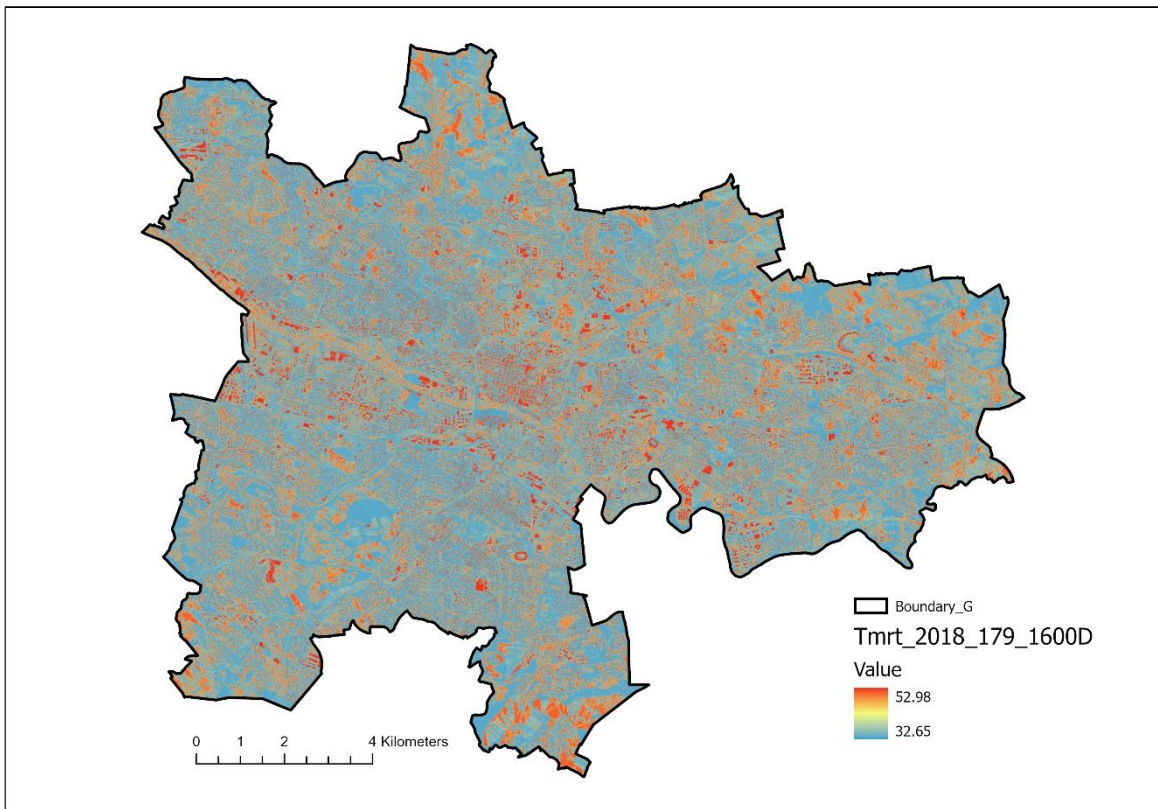 Boundary_G
Tmrt_2018_179_1600D
Value
52.98
32.65
0 1 2 4 Kilometers